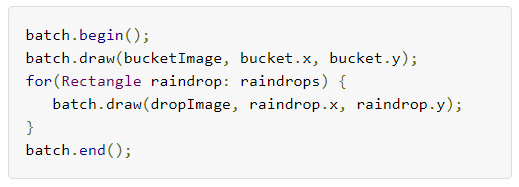 batch.begin();
batch.draw(bucketImage, bucket.x, bucket.y);
for(Rectangle raindrop: raindrops) {
   batch.draw(dropImage, raindrop.x, raindrop.y);
}
batch.end();